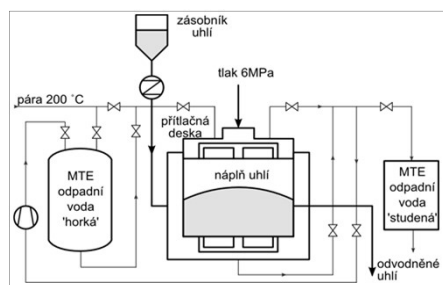 zásobník
uhlí
tlak 6MPa
pára 200 °C
přítlačná
deska
náplň uhlí
MTE
odpadní
voda
'horká'
MTE
odpadní
voda
'studená'
odvodněné
uhlí